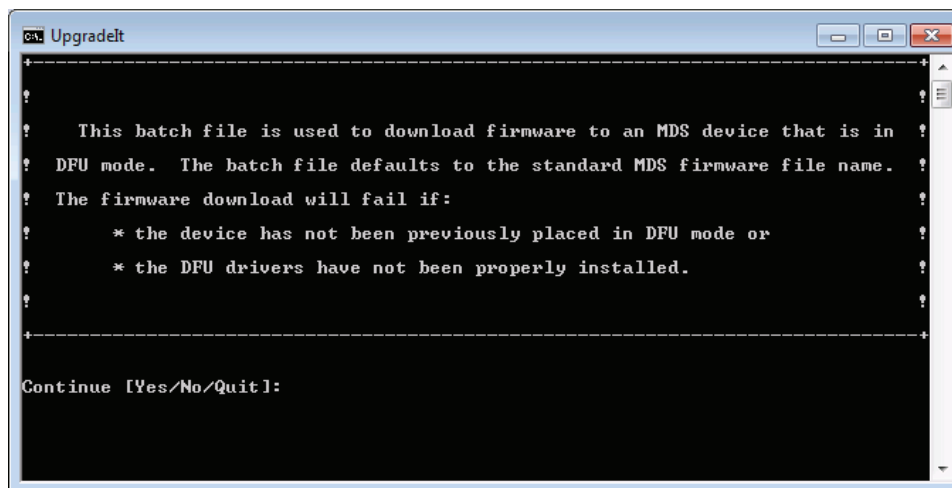 UpgradeIt
+------------------------------------------------------------------------------+
!                                                                              !
!    This batch file is used to download firmware to an MDS device that is in  !
!  DFU mode.  The batch file defaults to the standard MDS firmware file name.  !
!  The firmware download will fail if:                                         !
!       * the device has not been previously placed in DFU mode or             !
!       * the DFU drivers have not been properly installed.                    !
!                                                                              !
+------------------------------------------------------------------------------+
Continue [Yes/No/Quit]: